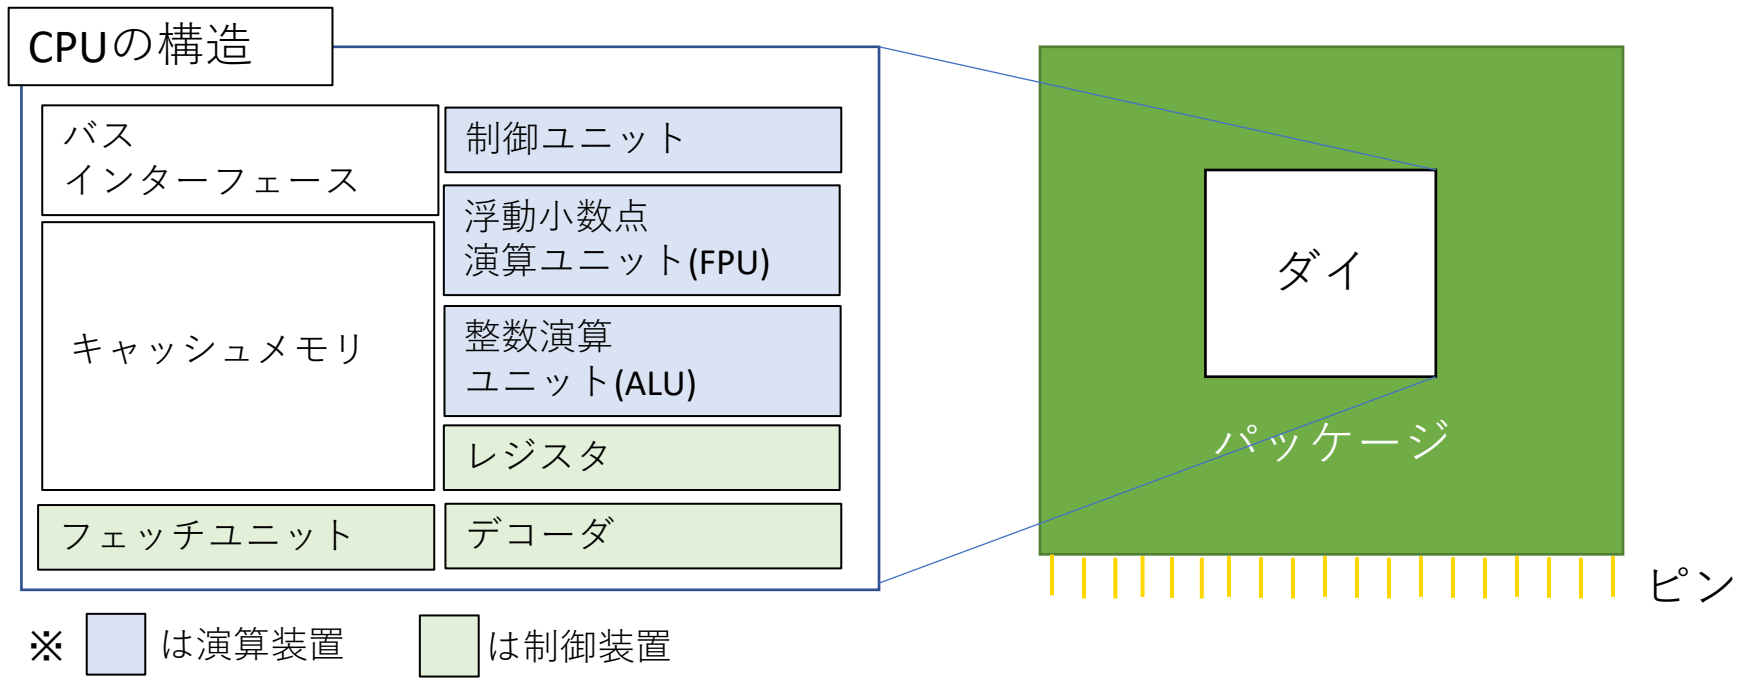 CPUの構造
バス
インターフェース
キャッシュメモリ
フェッチユニット
制御ユニット
浮動小数点
演算ユニット(FPU)
整数演算
ユニット(ALU)
レジスタ
デコーダ
※ は演算装置 は制御装置
ダイ
パッケージ
ピン